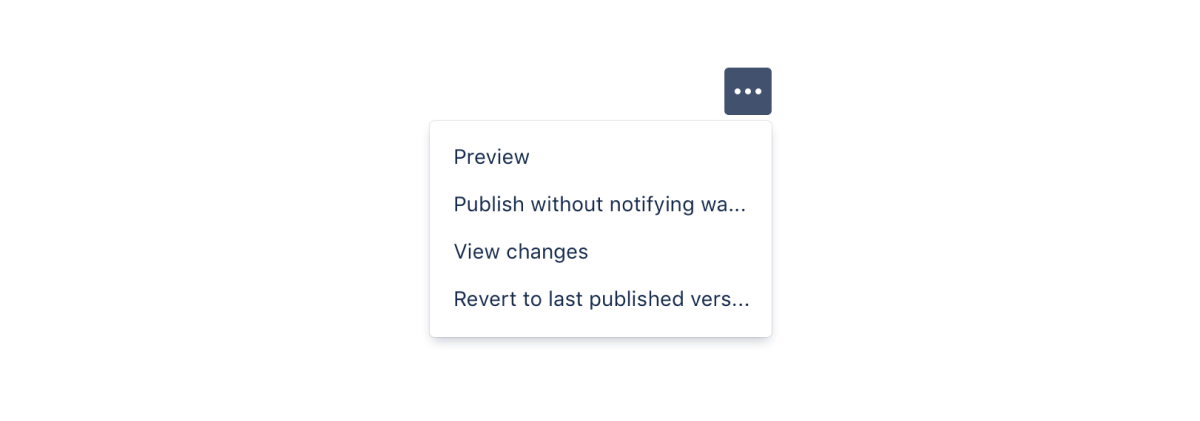 Preview
Publish without notifying wa...
View changes
Revert to last published vers...